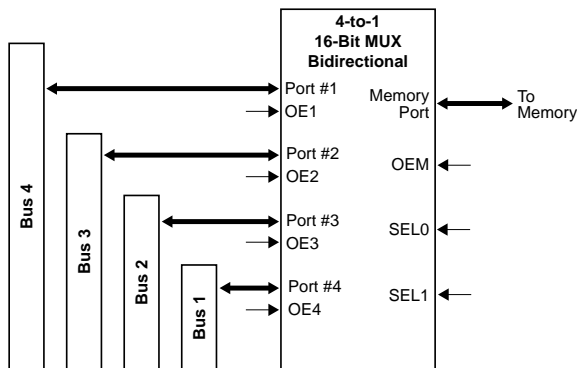 4-to-1
16-Bit MUX
Bidirectional
Port #1
OE1
Port #2
OE2
Port #3
OE3
Port #4
OE4
Memory
Port
OEM
SEL0
SEL1
To
Memory
Bus 4
Bus 3
Bus 2
Bus 1